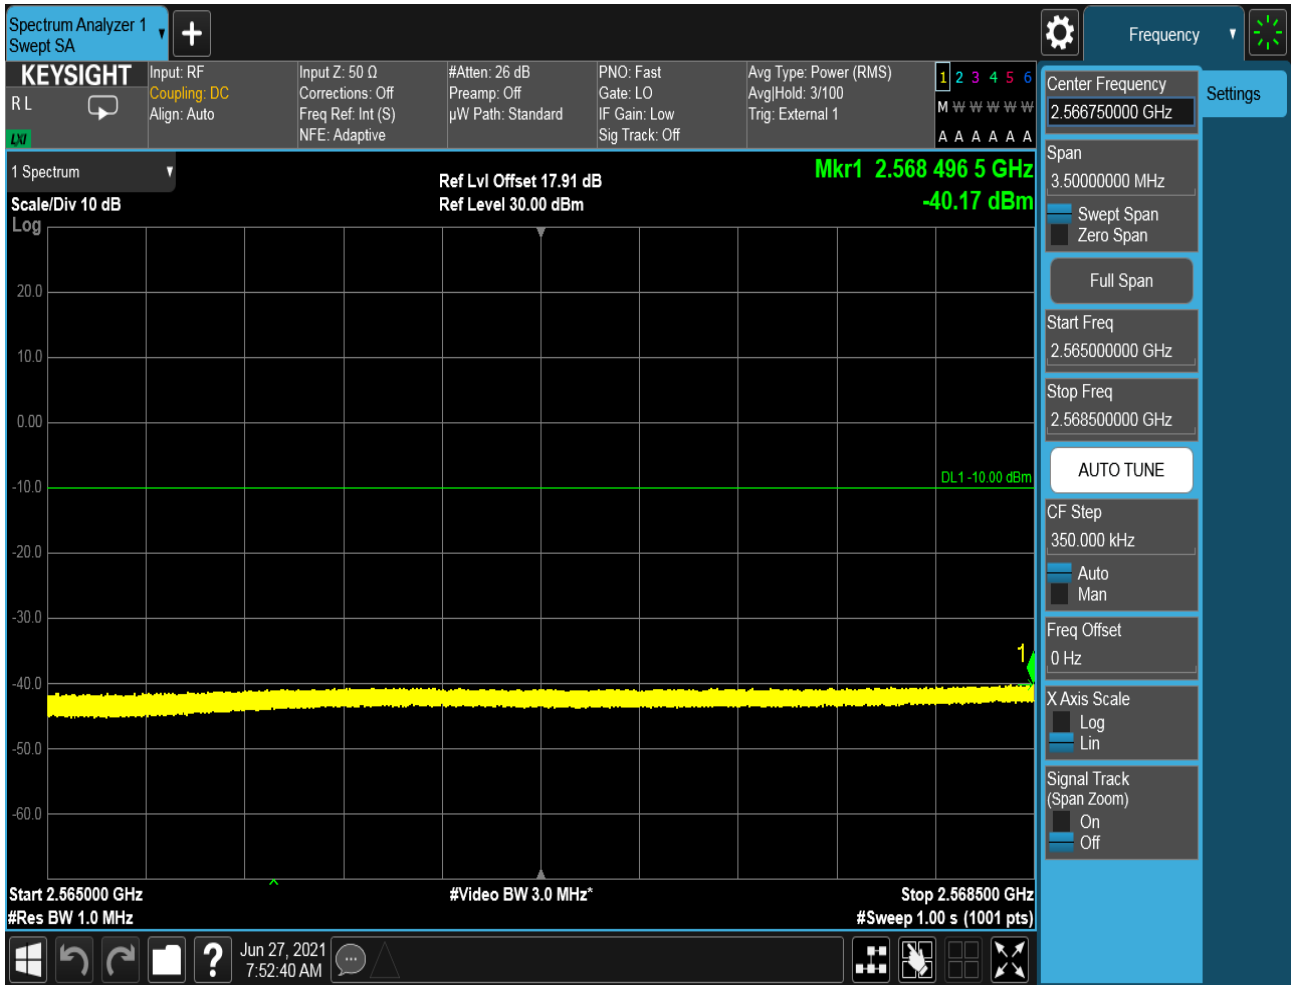 Spectrum Analyzer 1
Swept SA
Frequency
KEYSIGHT
R L
LXI
Input: RF
Coupling: DC
Align: Auto
Input Z: 50 Ω
Corrections: Off
Freq Ref: Int (S)
NFE: Adaptive
#Atten: 26 dB
Preamp: Off
µW Path: Standard
PNO: Fast
Gate: LO
IF Gain: Low
Sig Track: Off
Avg Type: Power (RMS)
Avg|Hold: 3/100
Trig: External 1
1 2 3 4 5 6
M W W W W W
A A A A A A
1 Spectrum
Scale/Div 10 dB
Log
Ref Lvl Offset 17.91 dB
Ref Level 30.00 dBm
Mkr1 2.568 496 5 GHz
-40.17 dBm
20.0
10.0
0.00
-10.0
-20.0
-30.0
-40.0
-50.0
-60.0
DL1 -10.00 dBm
1
Start 2.565000 GHz
#Res BW 1.0 MHz
#Video BW 3.0 MHz*
Stop 2.568500 GHz
#Sweep 1.00 s (1001 pts)
Center Frequency
2.566750000 GHz
Settings
Span
3.50000000 MHz
Swept Span
Zero Span
Full Span
Start Freq
2.565000000 GHz
Stop Freq
2.568500000 GHz
AUTO TUNE
CF Step
350.000 kHz
Auto
Man
Freq Offset
0 Hz
X Axis Scale
Log
Lin
Signal Track
(Span Zoom)
On
Off
?
Jun 27, 2021
7:52:40 AM